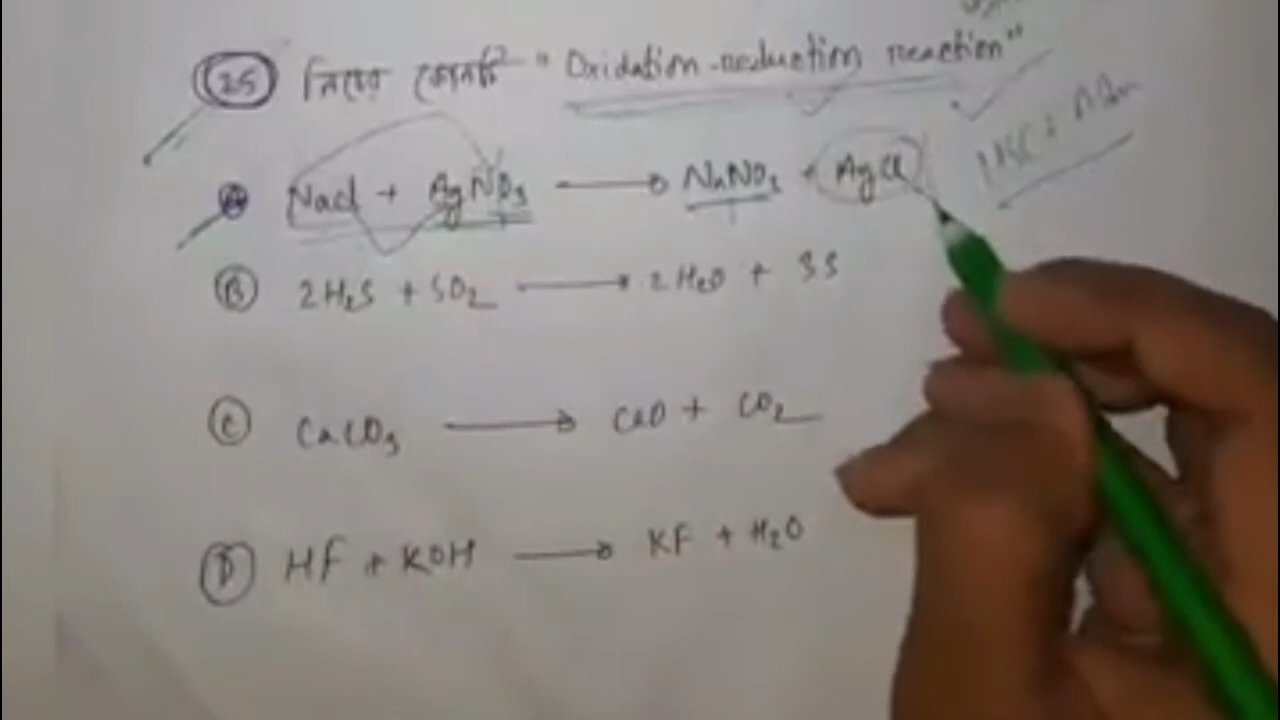 25 নিচের কোনটি "Oxidation-reduction reaction"
A NaCl + AgNO3 → NaNO3 + AgCl
B 2H2S + SO2 → 2H2O + 3S
C CaCO3 → CaO + CO2
D HF + KOH → KF + H2O